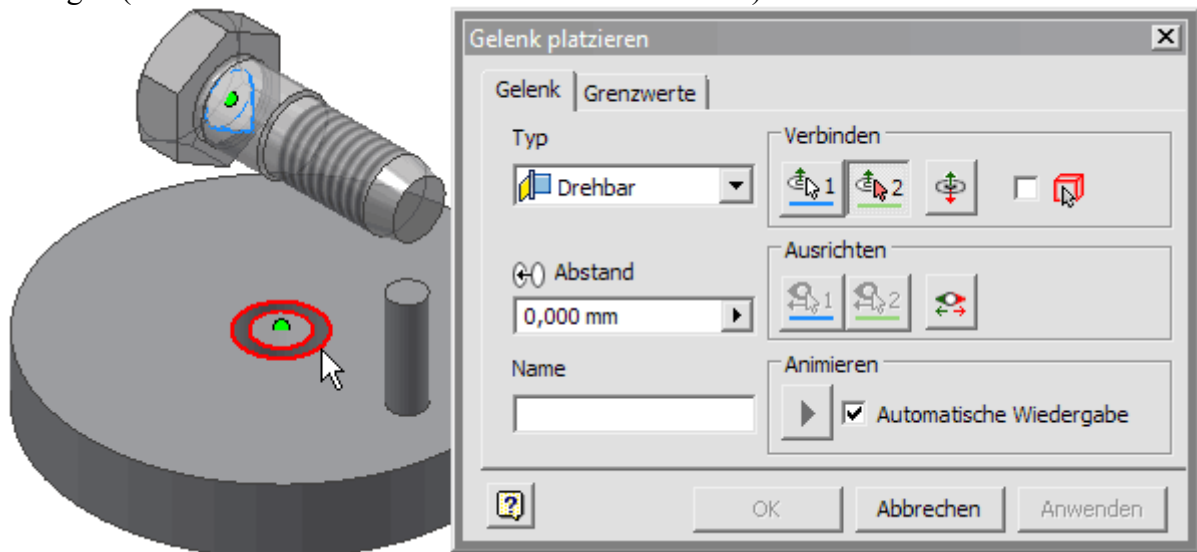 Gelenk platzieren
Gelenk Grenzwerte
Typ
Verbinden
Drehbar
1 2
Abstand
Ausrichten
0,000 mm
1 2
Name
Animieren
Automatische Wiedergabe
OK Abbrechen Anwenden